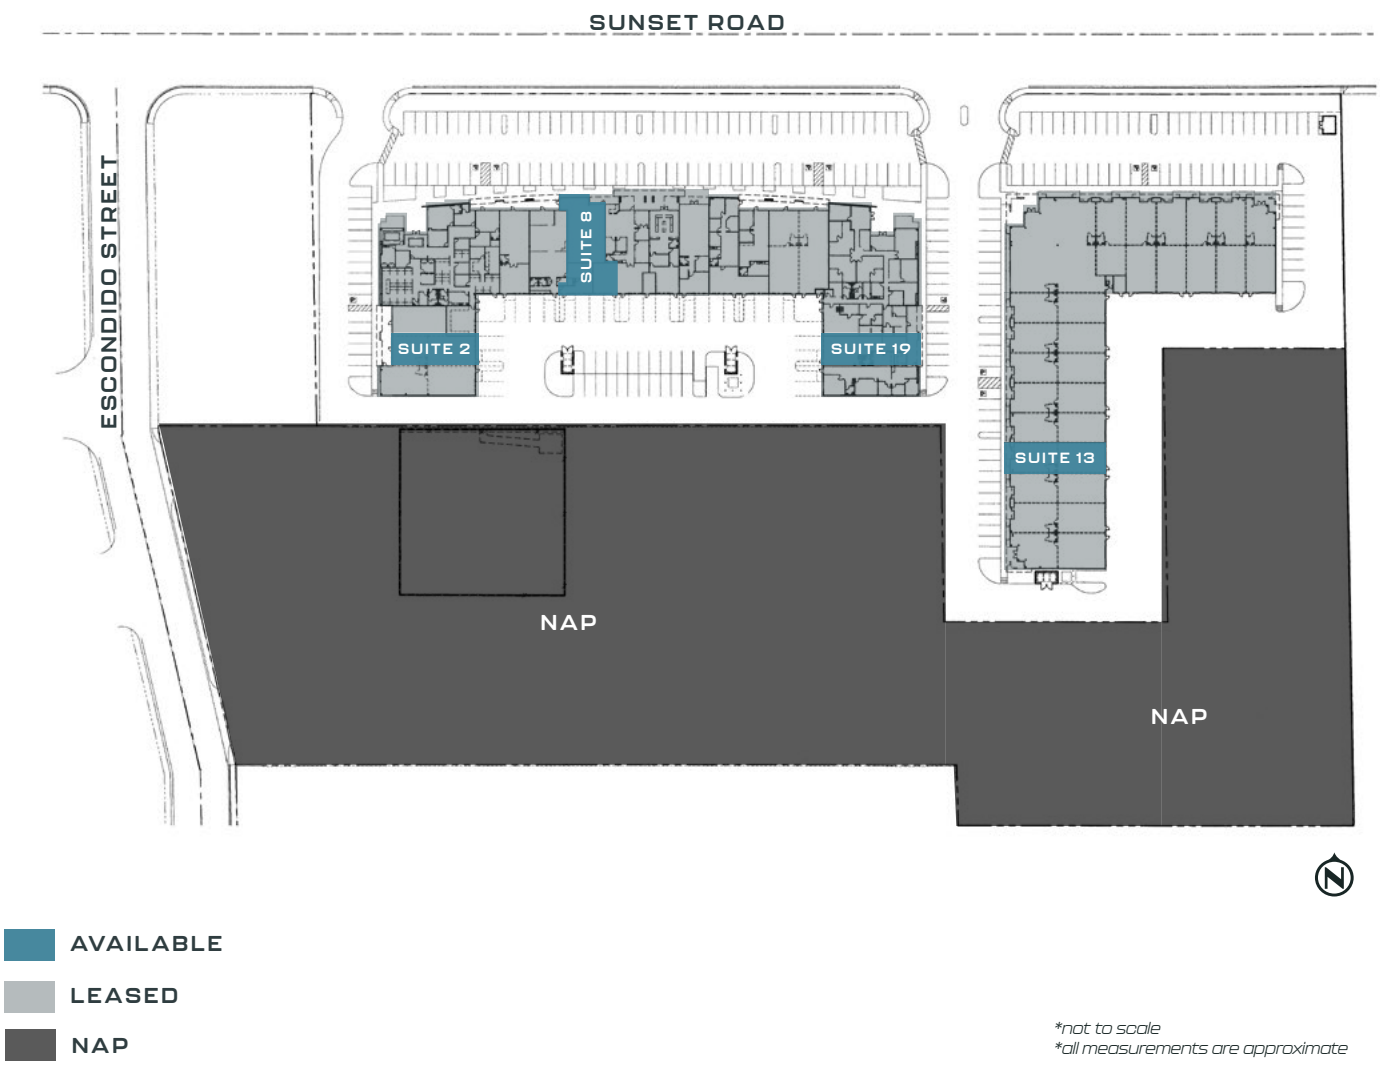 SUNSET ROAD
ESCONDIDO STREET
SUITE 8
SUITE 2
SUITE 19
SUITE 13
NAP
NAP
N
AVAILABLE
LEASED
NAP
*not to scale
*all measurements are approximate